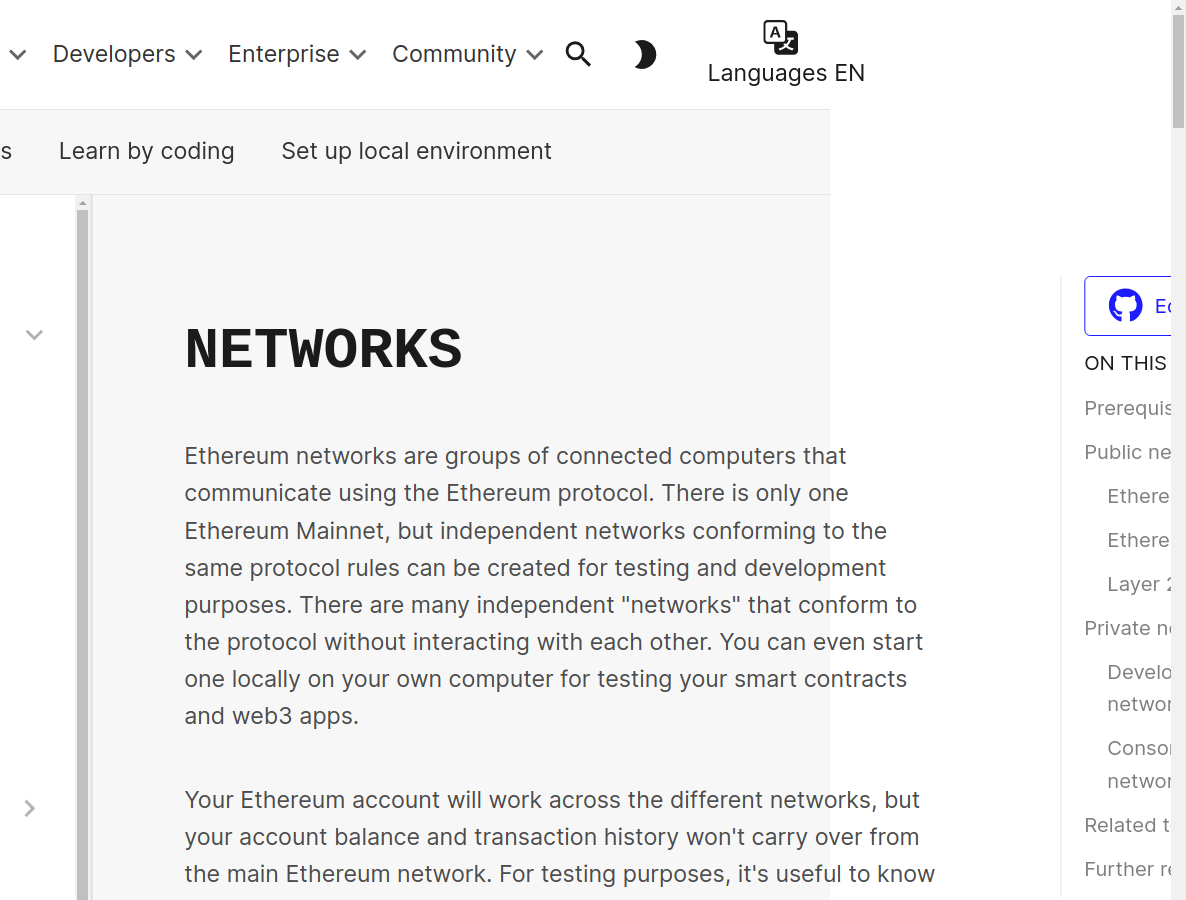 Developers Enterprise Community
Languages EN
s Learn by coding Set up local environment
NETWORKS
Ethereum networks are groups of connected computers that
communicate using the Ethereum protocol. There is only one
Ethereum Mainnet, but independent networks conforming to the
same protocol rules can be created for testing and development
purposes. There are many independent "networks" that conform to
the protocol without interacting with each other. You can even start
one locally on your own computer for testing your smart contracts
and web3 apps.
Your Ethereum account will work across the different networks, but
your account balance and transaction history won't carry over from
the main Ethereum network. For testing purposes, it's useful to know
ON THIS
Prerequis
Public ne
Ethere
Ethere
Layer 2
Private ne
Develo
networ
Conso
networ
Related t
Further re